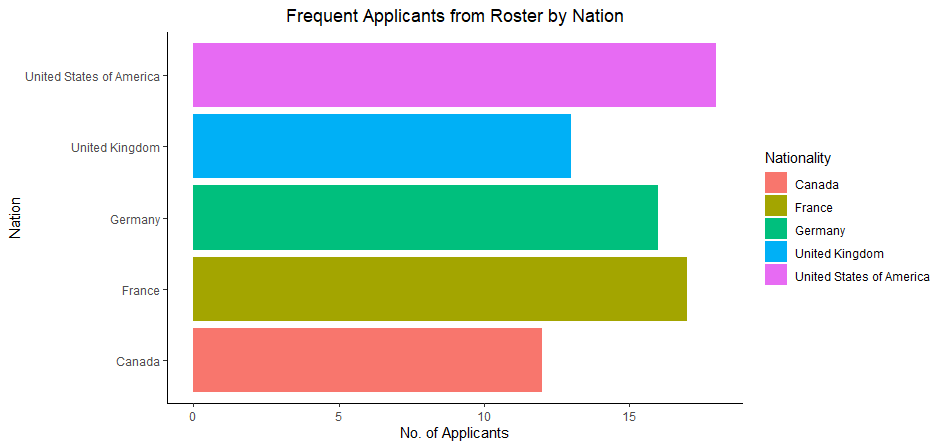 Frequent Applicants from Roster by Nation
United States of America
United Kingdom
Germany
France
Canada
Nation
0
5
10
15
No. of Applicants
Nationality
Canada
France
Germany
United Kingdom
United States of America